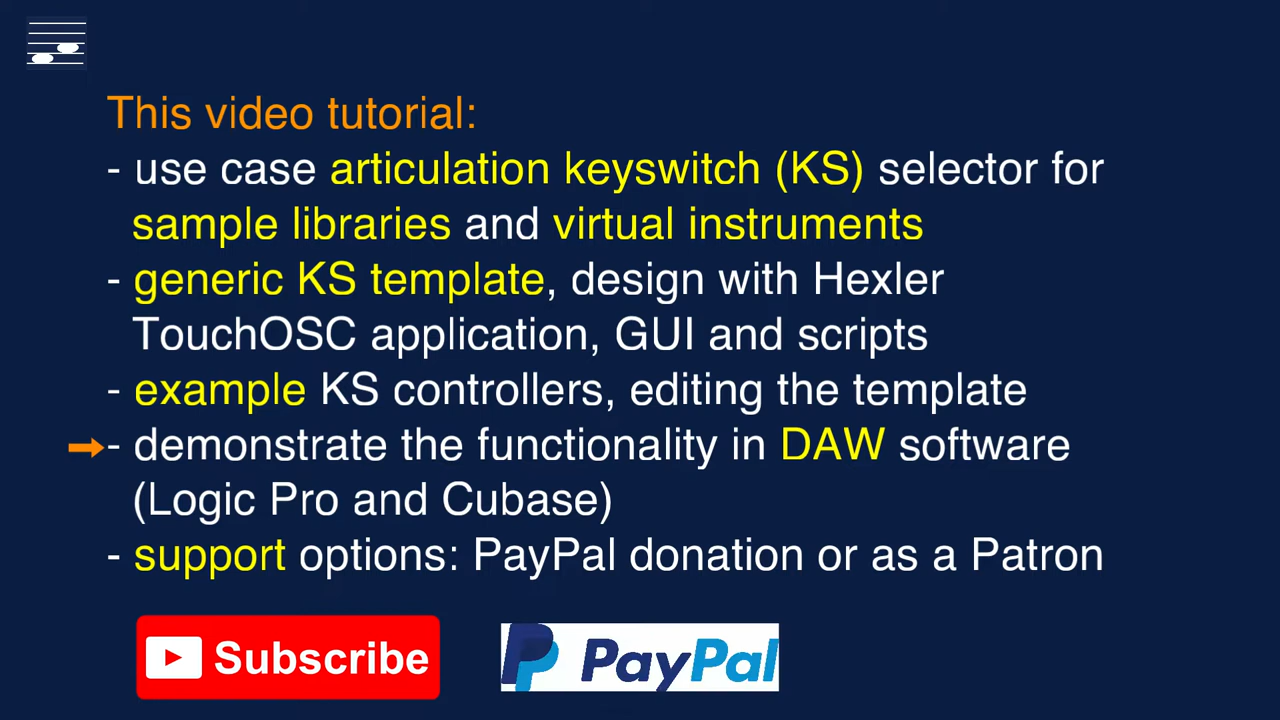 This video tutorial:
- use case articulation keyswitch (KS) selector for
sample libraries and virtual instruments
- generic KS template, design with Hexler
TouchOSC application, GUI and scripts
- example KS controllers, editing the template
- demonstrate the functionality in DAW software
(Logic Pro and Cubase)
- support options: PayPal donation or as a Patron
Subscribe
PayPal